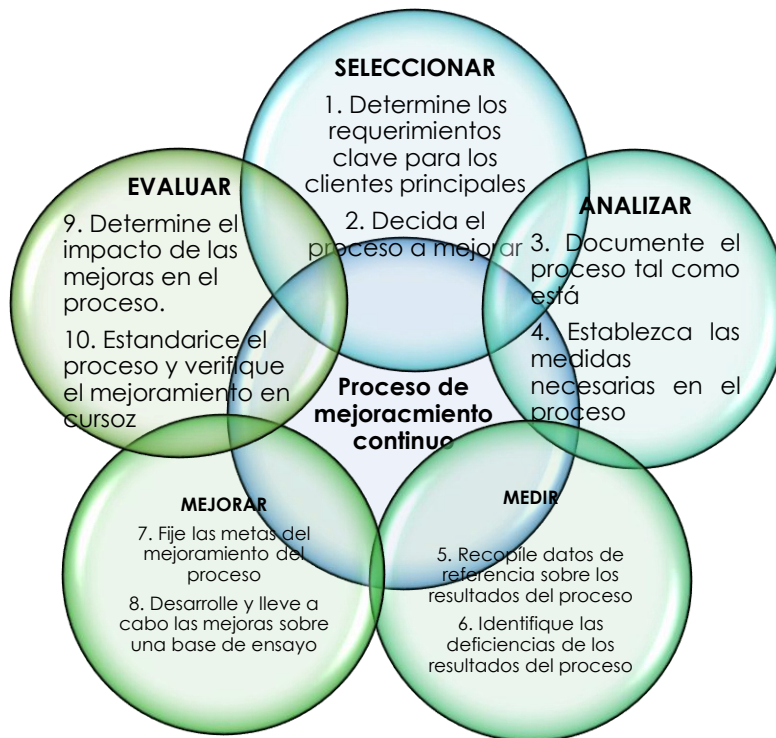 SELECCIONAR
1. Determine los
requerimientos
clave para los
clientes principales
2. Decida el
proceso a mejorar
ANALIZAR
3. Documente el
proceso tal como
está
4. Establezca las
medidas
necesarias en el
proceso
MEDIR
5. Recopile datos de
referencia sobre los
resultados del proceso
6. Identifique las
deficiencias de los
resultados del proceso
MEJORAR
7. Fije las metas del
mejoramiento del
proceso
8. Desarrolle y lleve a
cabo las mejoras sobre
una base de ensayo
EVALUAR
9. Determine el
impacto de las
mejoras en el
proceso.
10. Estandarice el
proceso y verifique
el mejoramiento en
cursoz
Proceso de
mejoracmiento
continuo